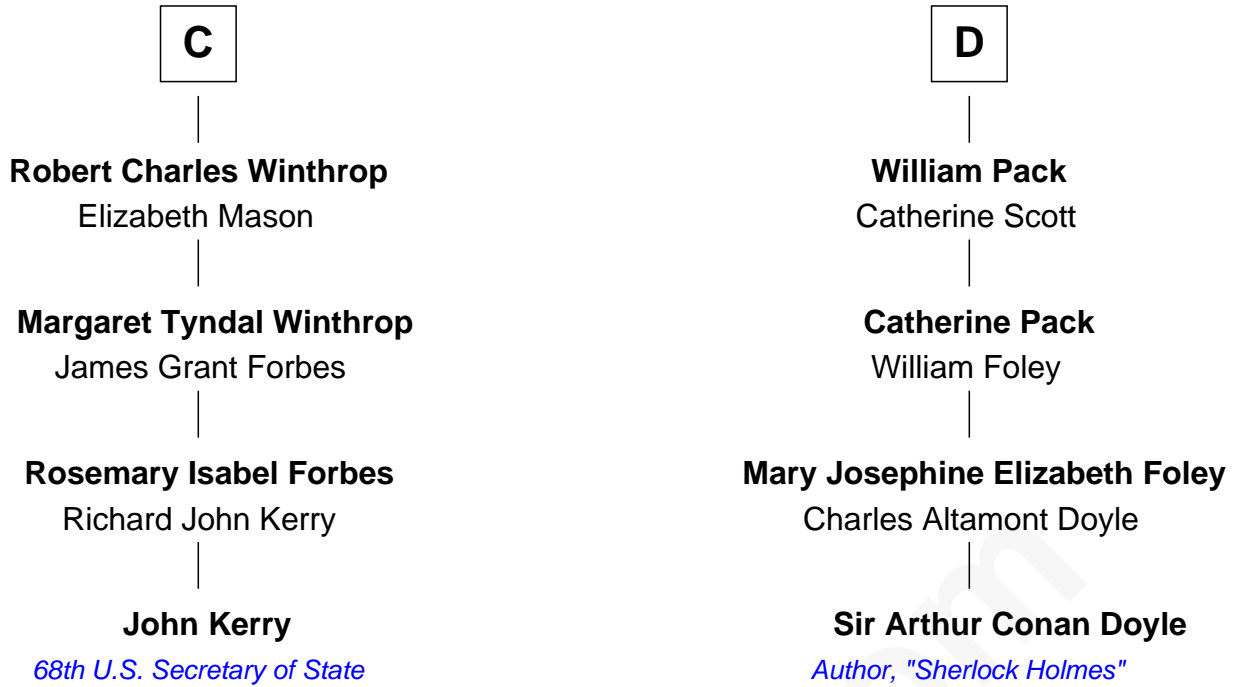 C
Robert Charles Winthrop
Elizabeth Mason
Margaret Tyndal Winthrop
James Grant Forbes
Rosemary Isabel Forbes
Richard John Kerry
John Kerry
68th U.S. Secretary of State
D
William Pack
Catherine Scott
Catherine Pack
William Foley
Mary Josephine Elizabeth Foley
Charles Altamont Doyle
Sir Arthur Conan Doyle
Author, "Sherlock Holmes"